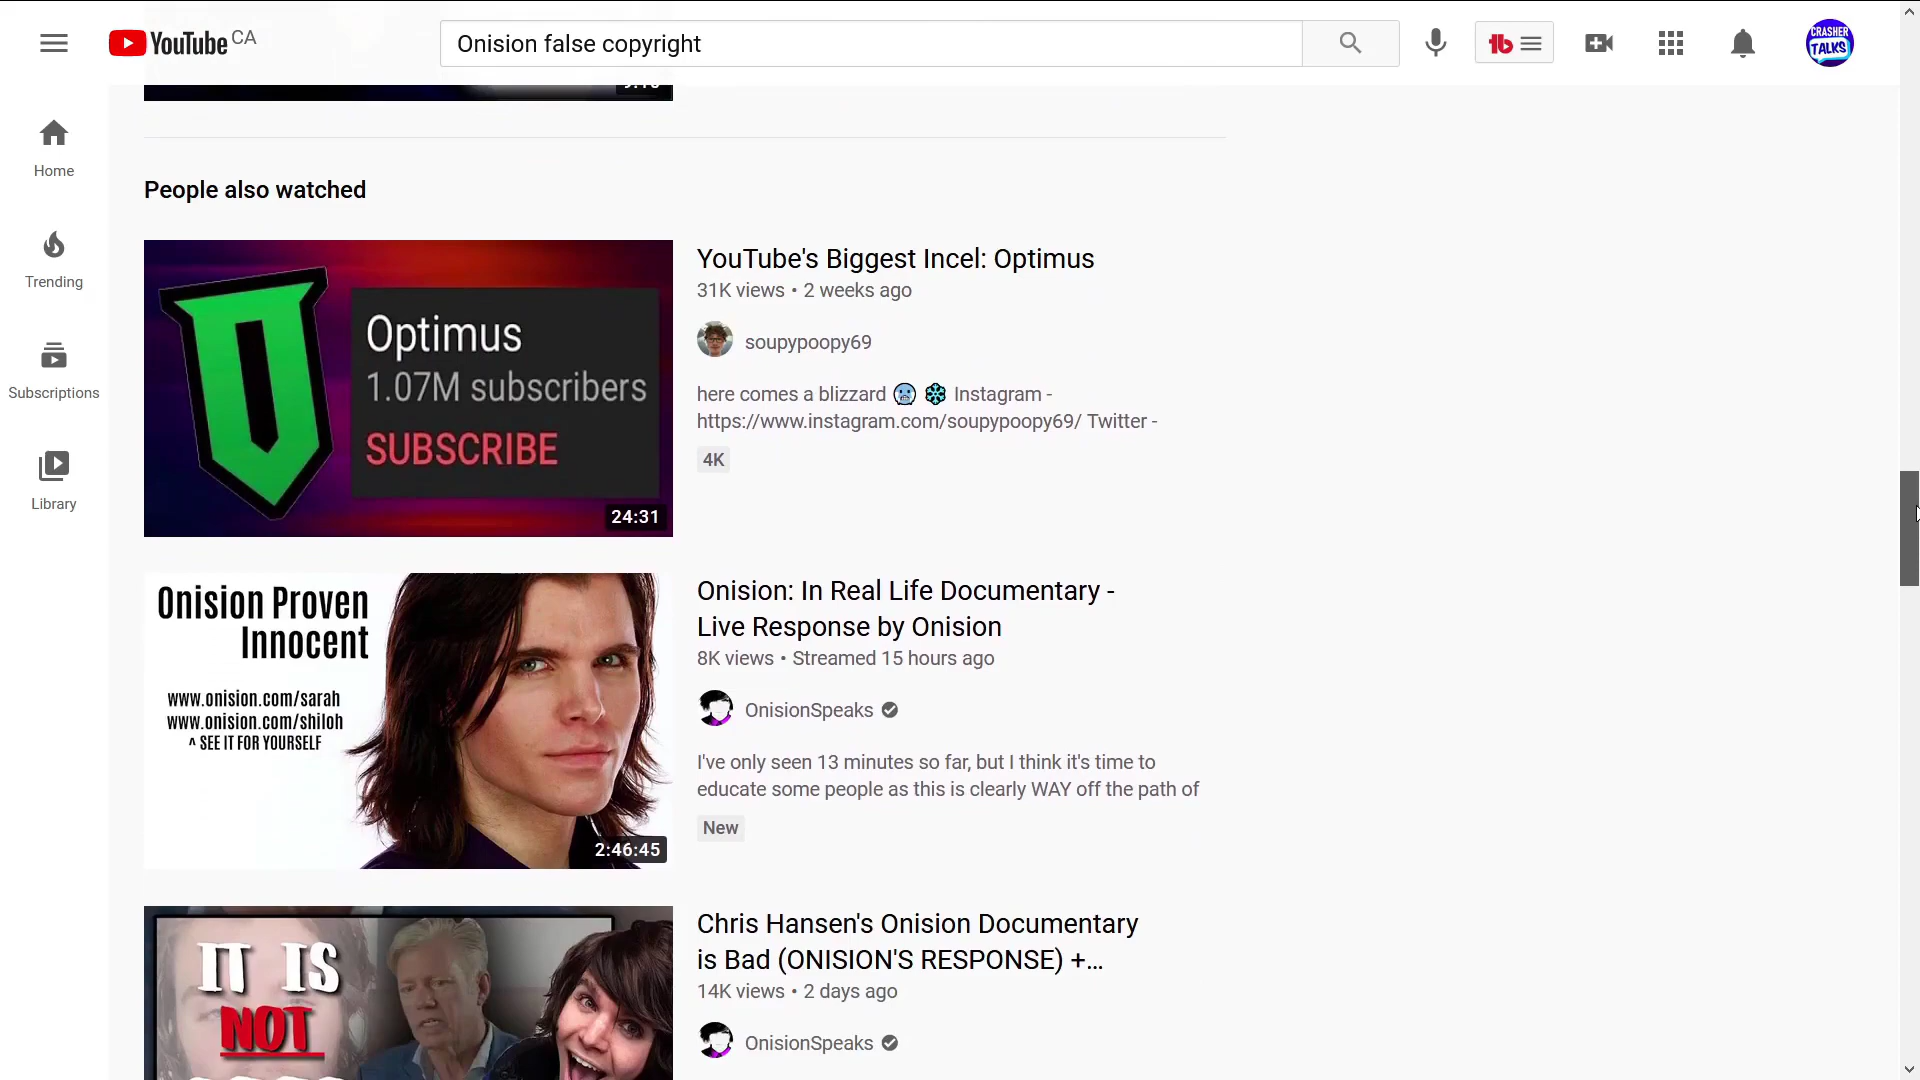 YouTube CA
Onision false copyright
tb
CRASHER
TALKS
Home
Trending
Subscriptions
Library
People also watched
Optimus
1.07M subscribers
SUBSCRIBE
24:31
YouTube's Biggest Incel: Optimus
31K views • 2 weeks ago
soupypoopy69
here comes a blizzard 🥶 ❄ Instagram -
https://www.instagram.com/soupypoopy69/ Twitter -
4K
Onision Proven
Innocent
www.onision.com/sarah
www.onision.com/shiloh
^ SEE IT FOR YOURSELF
2:46:45
Onision: In Real Life Documentary -
Live Response by Onision
8K views • Streamed 15 hours ago
OnisionSpeaks
I've only seen 13 minutes so far, but I think it's time to
educate some people as this is clearly WAY off the path of
New
IT IS
NOT
Chris Hansen's Onision Documentary
is Bad (ONISION'S RESPONSE) +...
14K views • 2 days ago
OnisionSpeaks